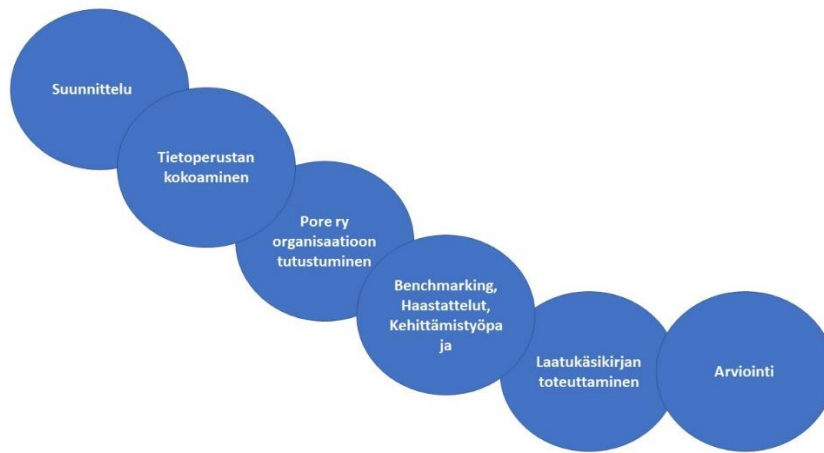 Suunnittelu
Tietoperustan
kokoaminen
Pore ry
organisaatioon
tutustuminen
Benchmarking,
Haastattelut,
Kehittämistyöpa
ja
Laatukäsikirjan
toteuttaminen
Arviointi